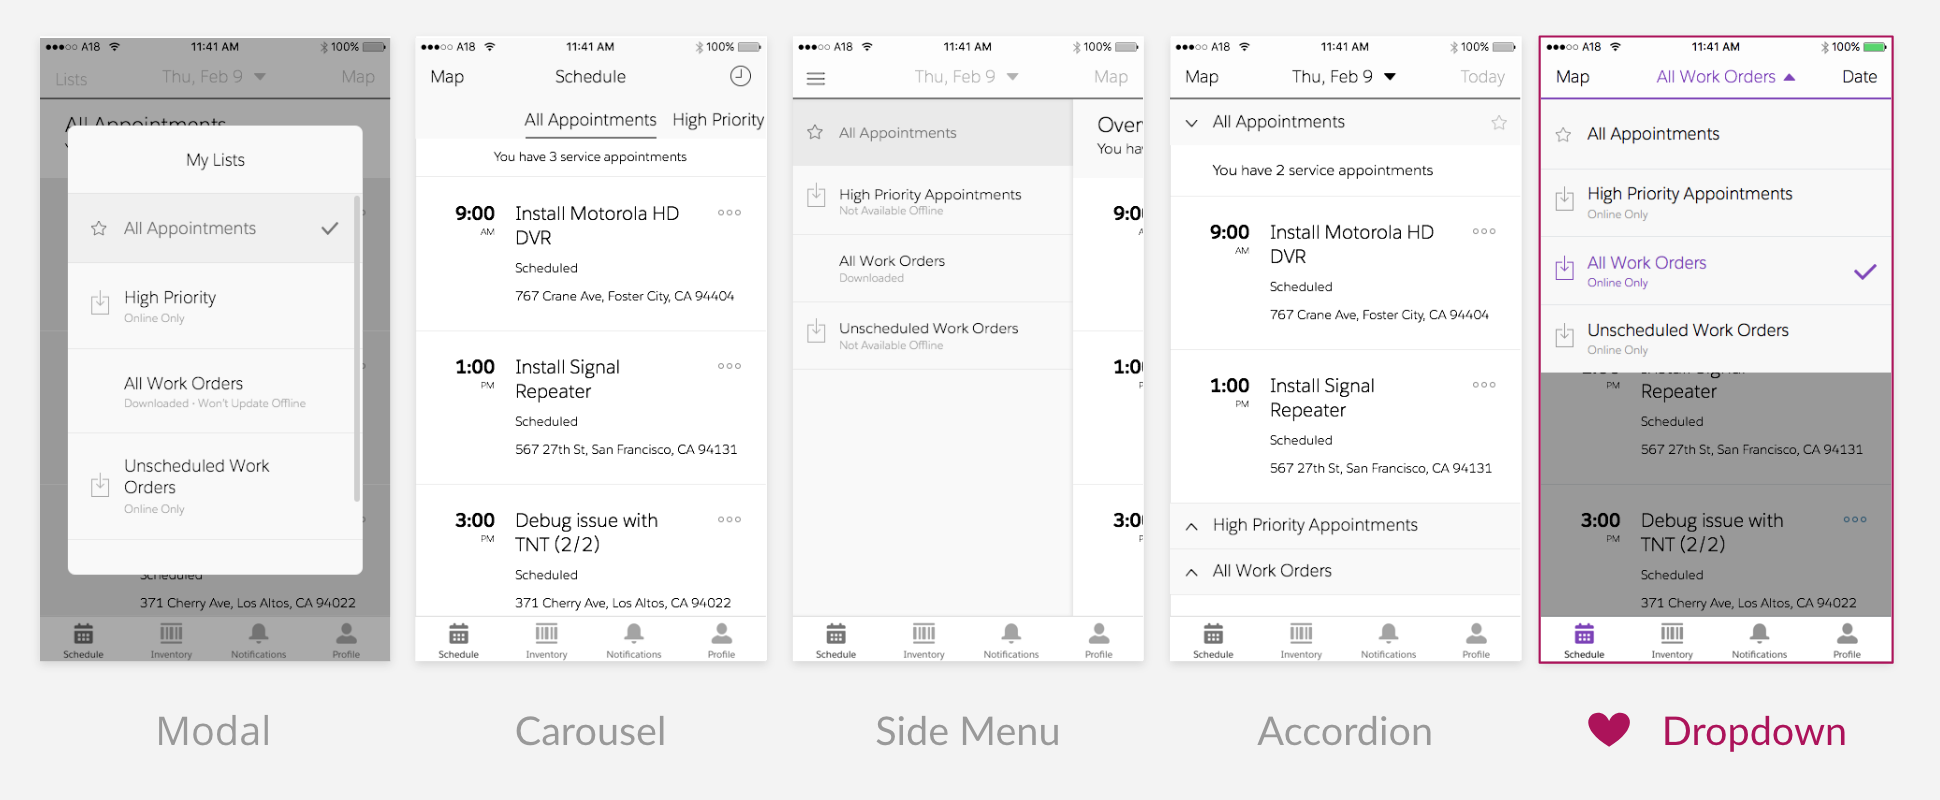 A18 11:41 AM 100%
Lists Thu, Feb 9 Map
All Appointments
My Lists
All Appointments
High Priority
Online Only
All Work Orders
Downloaded - Won't Update Offline
Unscheduled Work
Orders
Online Only
Scheduled
371 Cherry Ave, Los Altos, CA 94022
Schedule Inventory Notifications Profile
Modal
A18 11:41 AM 100%
Map Schedule
All Appointments High Priority
You have 3 service appointments
9:00 Install Motorola HD
AM DVR
Scheduled
767 Crane Ave, Foster City, CA 94404
1:00 Install Signal
PM Repeater
Scheduled
567 27th St, San Francisco, CA 94131
3:00 Debug issue with
PM TNT (2/2)
Scheduled
371 Cherry Ave, Los Altos, CA 94022
Schedule Inventory Notifications Profile
Carousel
A18 11:41 AM 100%
Thu, Feb 9 Map
All Appointments
High Priority Appointments
Not Available Offline
All Work Orders
Downloaded
Unscheduled Work Orders
Not Available Offline
Over
You ha
9:0
1:0
3:0
Schedule Inventory Notifications Profile
Side Menu
A18 11:41 AM 100%
Map Thu, Feb 9 Today
All Appointments
You have 2 service appointments
9:00 Install Motorola HD
AM DVR
Scheduled
767 Crane Ave, Foster City, CA 94404
1:00 Install Signal
PM Repeater
Scheduled
567 27th St, San Francisco, CA 94131
High Priority Appointments
All Work Orders
Schedule Inventory Notifications Profile
Accordion
A18 11:41 AM 100%
Map All Work Orders Date
All Appointments
High Priority Appointments
Online Only
All Work Orders
Online Only
Unscheduled Work Orders
Online Only
PM Repeater
Scheduled
567 27th St, San Francisco, CA 94131
3:00 Debug issue with
PM TNT (2/2)
Scheduled
371 Cherry Ave, Los Altos, CA 94022
Schedule Inventory Notifications Profile
Dropdown